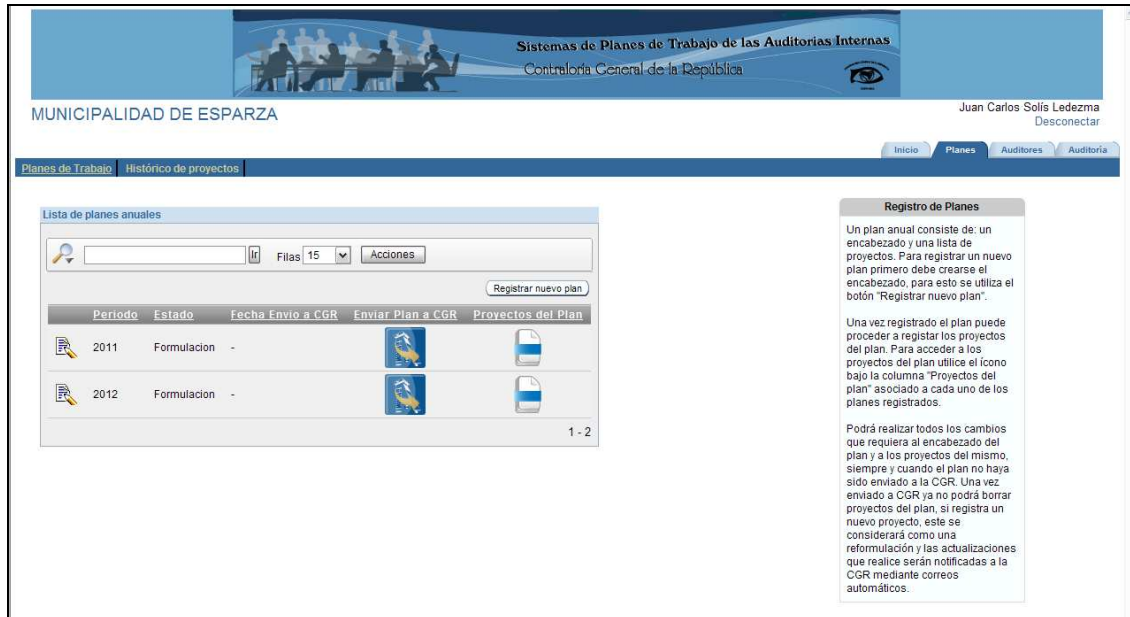 Sistemas de Planes de Trabajo de las Auditorias Internas
Contraloría General de la República
MUNICIPALIDAD DE ESPARZA
Juan Carlos Solís Ledezma
Desconectar
Inicio Planes Auditores Auditoría
Planes de Trabajo Histórico de proyectos
Lista de planes anuales
Ir Filas 15 Acciones
Registrar nuevo plan
Periodo Estado Fecha Envio a CGR Enviar Plan a CGR Proyectos del Plan
2011 Formulacion -
2012 Formulacion -
1 - 2
Registro de Planes
Un plan anual consiste de: un
encabezado y una lista de
proyectos. Para registrar un nuevo
plan primero debe crearse el
encabezado, para esto se utiliza el
botón "Registrar nuevo plan".
Una vez registrado el plan puede
proceder a registar los proyectos
del plan. Para acceder a los
proyectos del plan utilice el ícono
bajo la columna "Proyectos del
plan" asociado a cada uno de los
planes registrados.
Podrá realizar todos los cambios
que requiera al encabezado del
plan y a los proyectos del mismo,
siempre y cuando el plan no haya
sido enviado a la CGR. Una vez
enviado a CGR ya no podrá borrar
proyectos del plan, si registra un
nuevo proyecto, este se
considerará como una
reformulación y las actualizaciones
que realice serán notificadas a la
CGR mediante correos
automáticos.